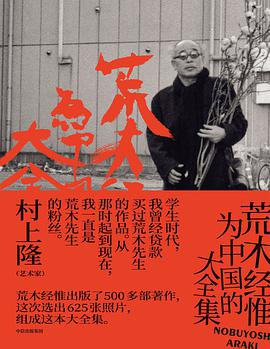 荒木
為中
大全
荒木经惟
为中国的
大全集
NOBUYOSHI
ARAKI
学生时代，
我曾经贷款
买过荒木先生
的作品。从
那时起到现在，
我一直是
荒木先生
的粉丝。
村上隆
（艺术家）
荒木经惟出版了500多部著作，
这次选出625张照片，
组成这本大全集。
中信出版集团